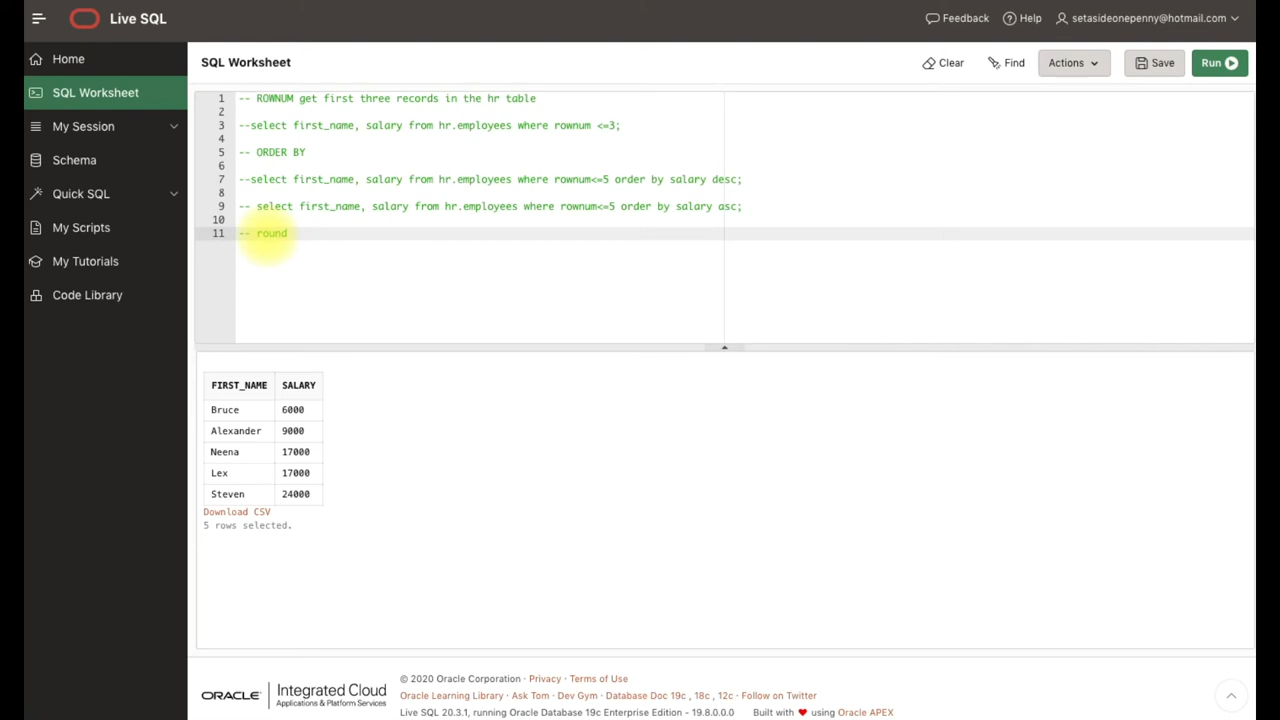 Live SQL
Feedback
Help
setasideonepenny@hotmail.com
Home
SQL Worksheet
My Session
Schema
Quick SQL
My Scripts
My Tutorials
Code Library
SQL Worksheet
Clear
Find
Actions
Save
Run
1 -- ROWNUM get first three records in the hr table
2
3 --select first_name, salary from hr.employees where rownum <=3;
4
5 -- ORDER BY
6
7 --select first_name, salary from hr.employees where rownum<=5 order by salary desc;
8
9 -- select first_name, salary from hr.employees where rownum<=5 order by salary asc;
10
11 -- round
FIRST_NAME SALARY
Bruce 6000
Alexander 9000
Neena 17000
Lex 17000
Steven 24000
Download CSV
5 rows selected.
ORACLE Integrated Cloud
Applications & Platform Services
© 2020 Oracle Corporation · Privacy · Terms of Use
Oracle Learning Library · Ask Tom · Dev Gym · Database Doc 19c , 18c , 12c · Follow on Twitter
Live SQL 20.3.1, running Oracle Database 19c Enterprise Edition - 19.8.0.0.0 Built with ❤ using Oracle APEX